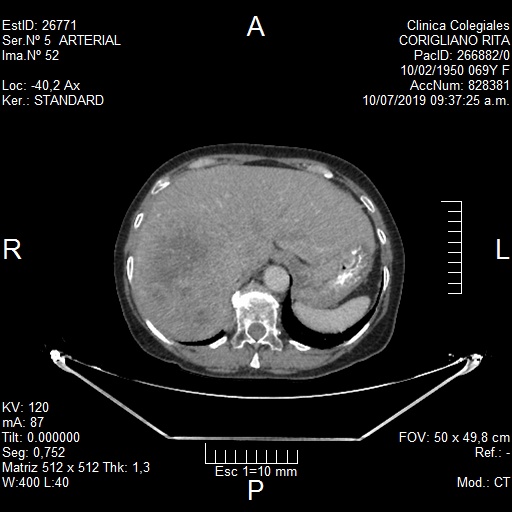 EstID: 26771
Ser.Nº 5 ARTERIAL
Ima.Nº 52
Loc: -40,2 Ax
Ker.: STANDARD
A
Clinica Colegiales
CORIGLIANO RITA
PacID: 266882/0
10/02/1950 069Y F
AccNum: 828381
10/07/2019 09:37:25 a.m.
R
L
KV: 120
mA: 87
Tilt: 0.000000
Seg: 0,752
Matriz 512 x 512 Thk: 1,3
W:400 L:40
Esc 1=10 mm
P
FOV: 50 x 49,8 cm
Ref.: -
Mod.: CT